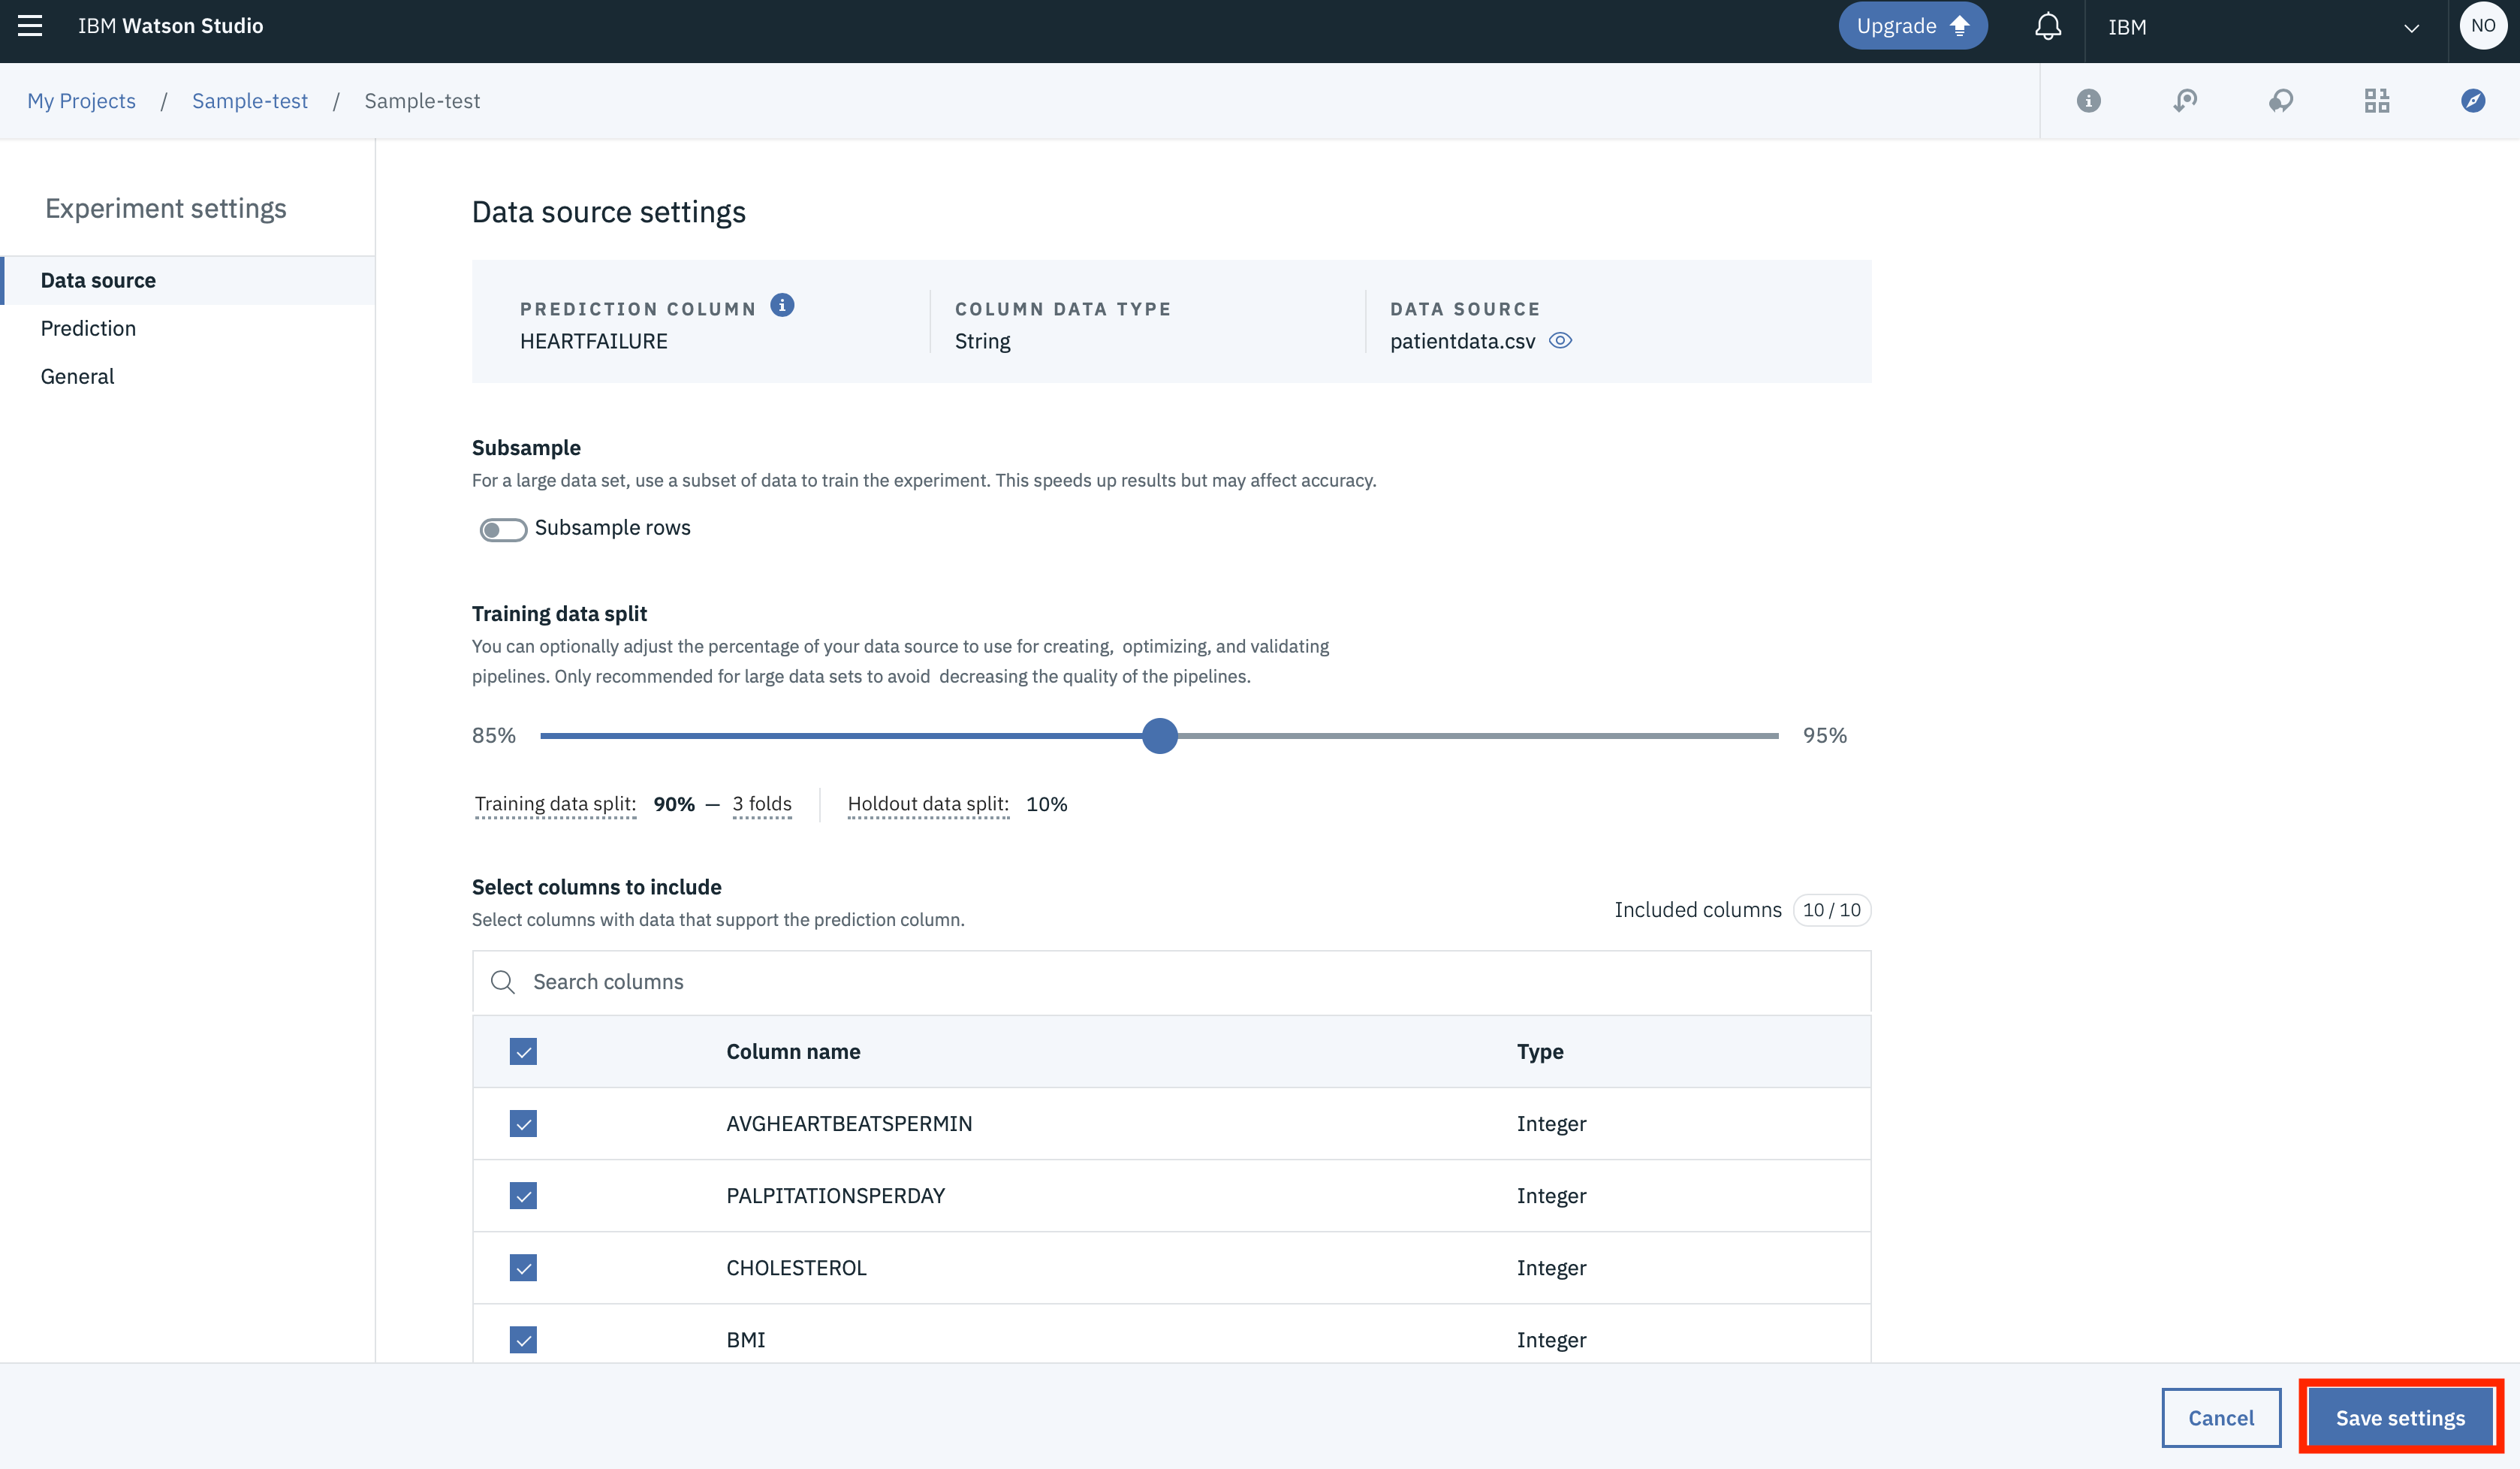 IBM Watson Studio
Upgrade
IBM
NO
My Projects / Sample-test / Sample-test
Experiment settings
Data source
Prediction
General
Data source settings
PREDICTION COLUMN
HEARTFAILURE
COLUMN DATA TYPE
String
DATA SOURCE
patientdata.csv
Subsample
For a large data set, use a subset of data to train the experiment. This speeds up results but may affect accuracy.
Subsample rows
Training data split
You can optionally adjust the percentage of your data source to use for creating, optimizing, and validating
pipelines. Only recommended for large data sets to avoid decreasing the quality of the pipelines.
85%
95%
Training data split: 90% — 3 folds
Holdout data split: 10%
Select columns to include
Select columns with data that support the prediction column.
Included columns 10 / 10
Search columns
Column name Type
AVGHEARTBEATSPERMIN Integer
PALPITATIONSPERDAY Integer
CHOLESTEROL Integer
BMI Integer
Cancel
Save settings